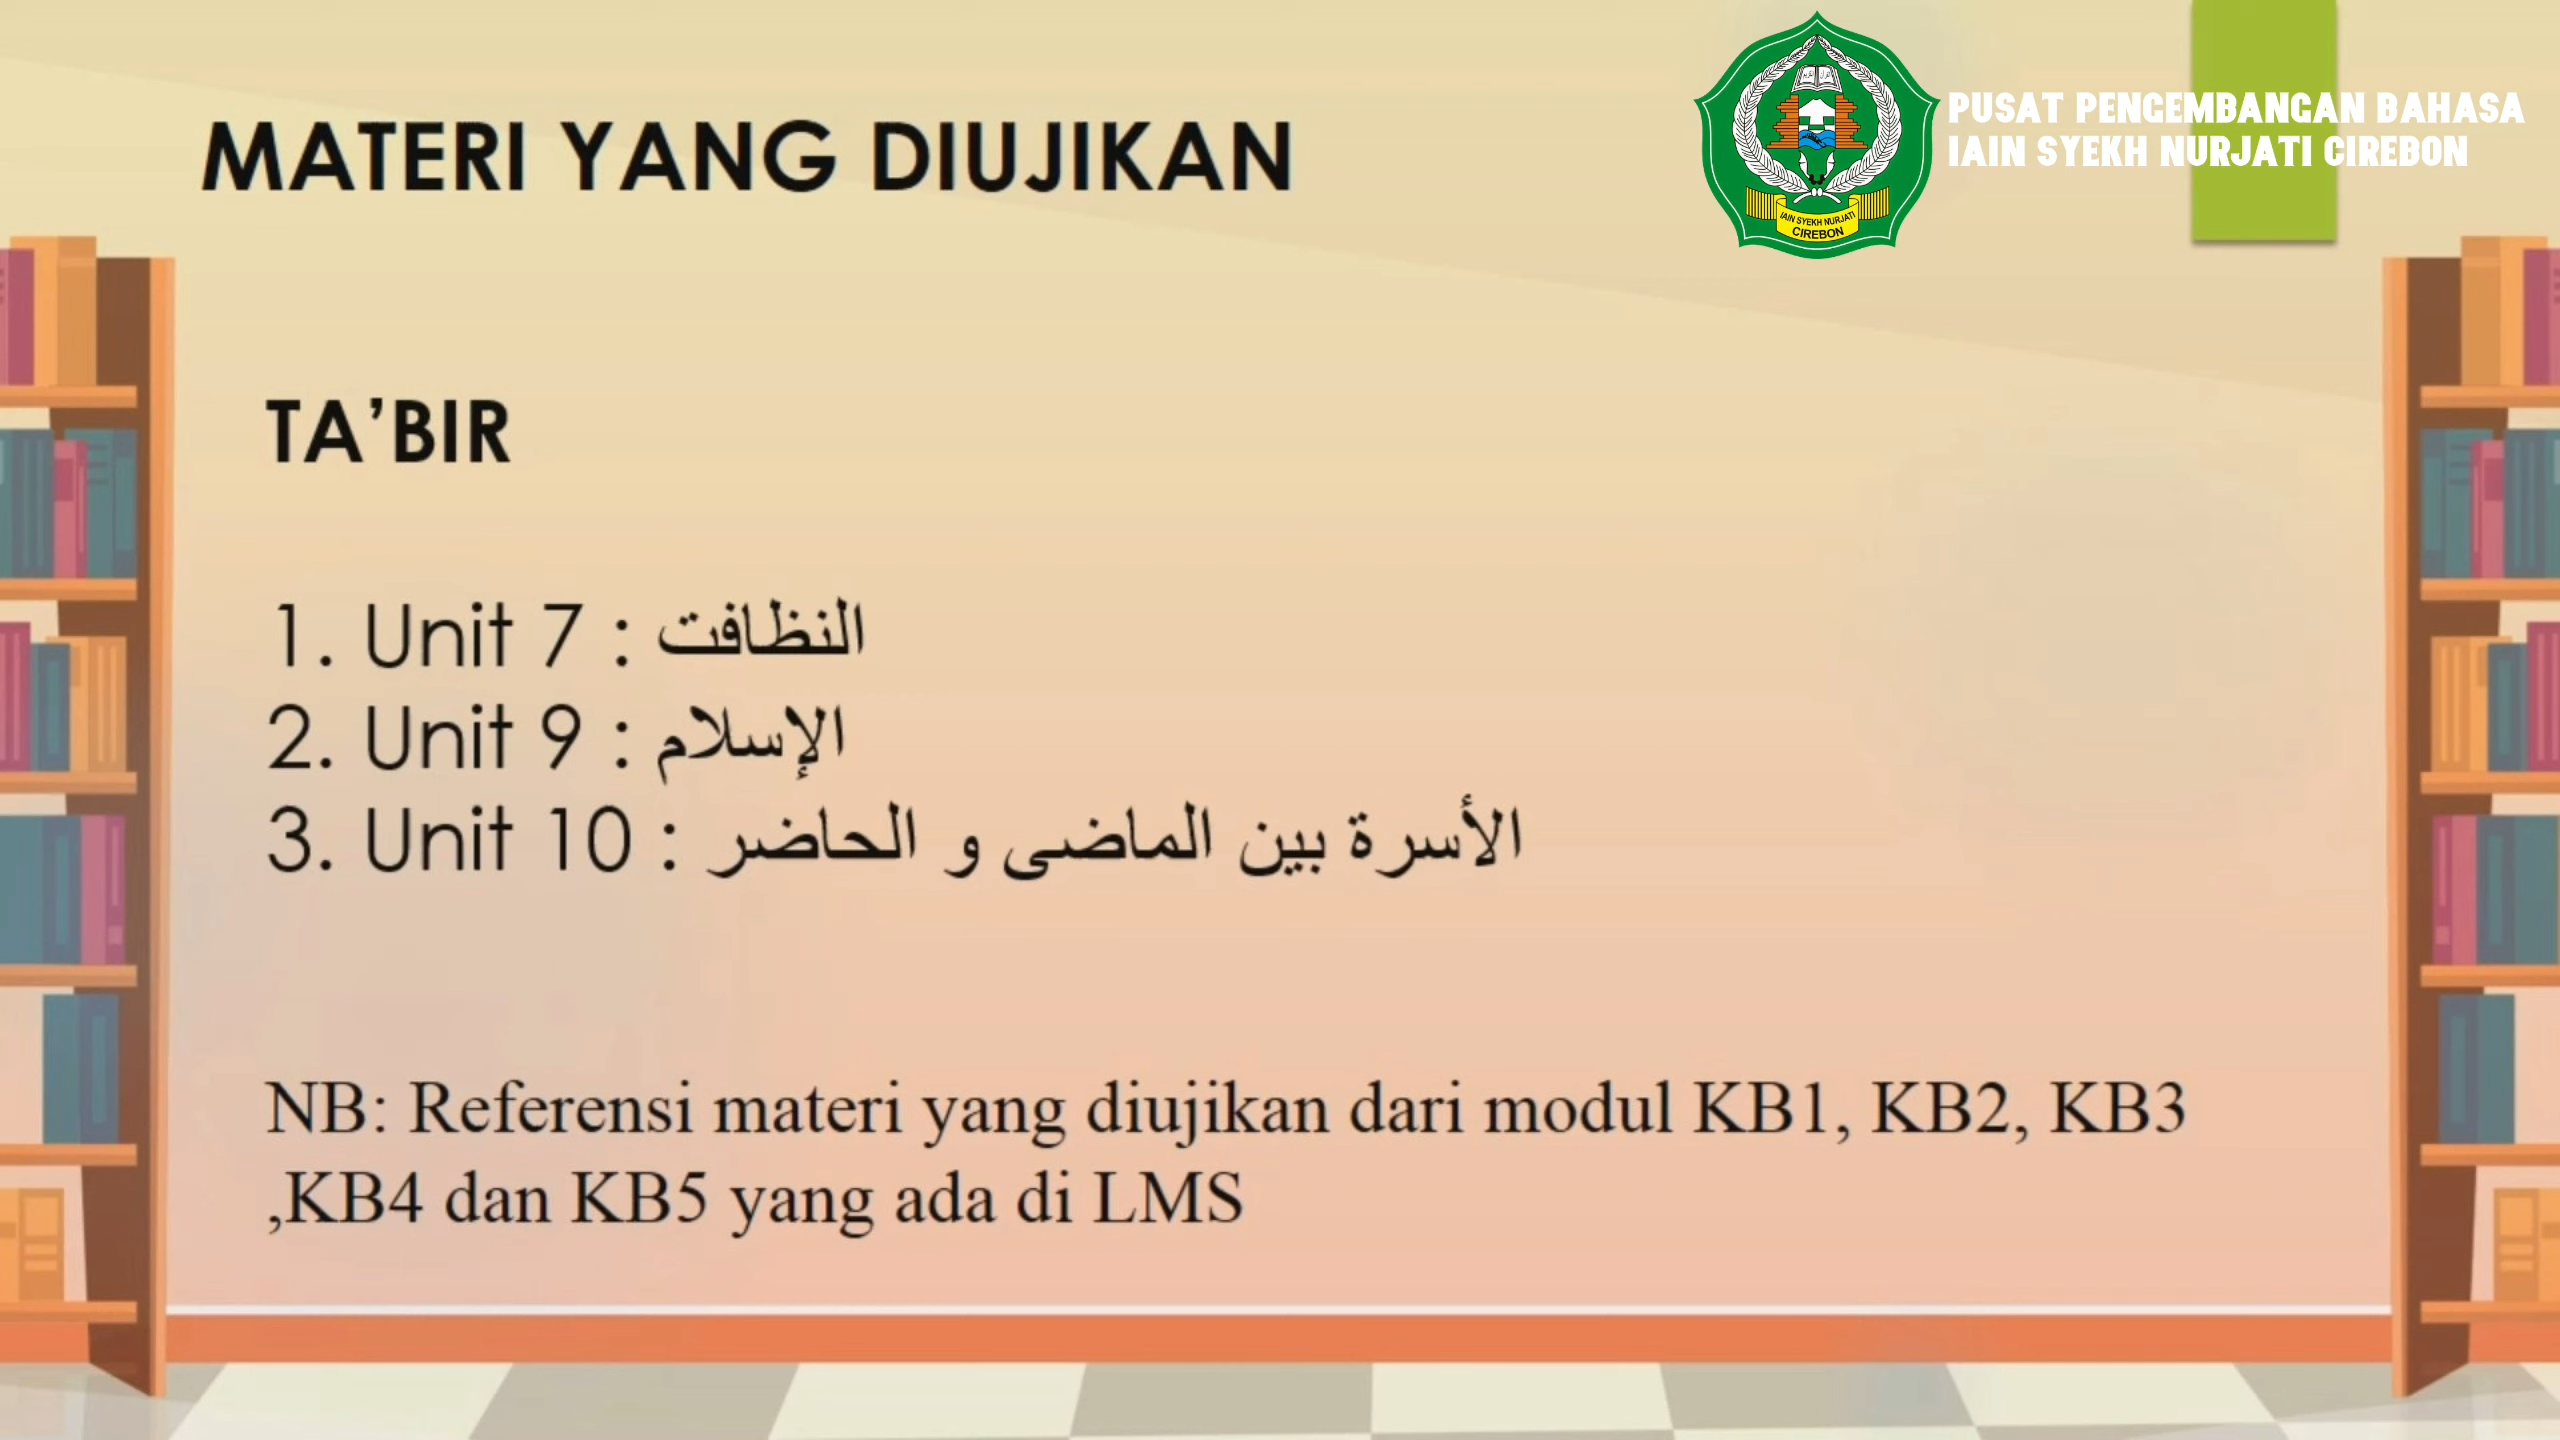 MATERI YANG DIUJIKAN
PUSAT PENGEMBANGAN BAHASA
IAIN SYEKH NURJATI CIREBON
IAIN SYEKH NURJATI
CIREBON
TA’BIR
1. Unit 7 : النظافت
2. Unit 9 : الإسلام
3. Unit 10 : الأسرة بين الماضى و الحاضر
NB: Referensi materi yang diujikan dari modul KB1, KB2, KB3
,KB4 dan KB5 yang ada di LMS